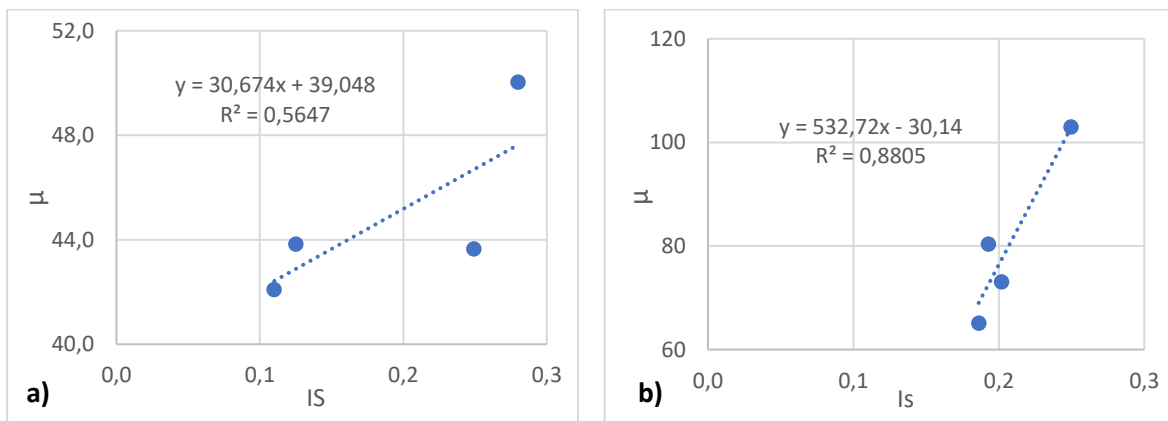 52,0
48,0
44,0
40,0
μ
y = 30,674x + 39,048
R² = 0,5647
0,0
0,1
0,2
0,3
IS
a)
120
100
80
60
μ
y = 532,72x - 30,14
R² = 0,8805
0,0
0,1
0,2
0,3
Is
b)